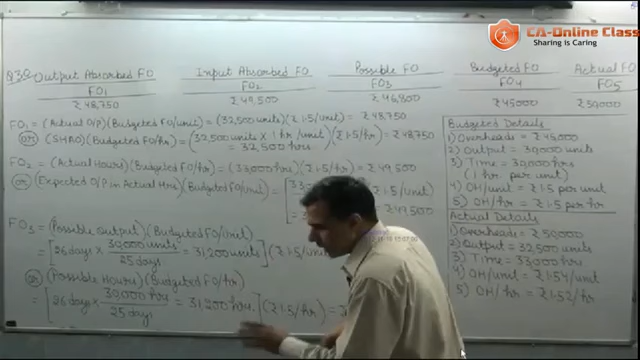 CA-Online Class
Sharing is Caring
Q30 Output Absorbed FO Input Absorbed FO Possible FO Budgeted FO Actual FO
FO1 FO2 FO3 FO4 FO5
₹48,750 ₹49,500 ₹46,800 ₹45000 ₹50000
FO1 = (Actual O/P)(Budgeted FO/unit) = (32,500 units)(₹1.5/unit) = ₹48,750
OR (SHAO)(Budgeted FO/hr) = (32,500 units × 1 hr/unit)(₹1.5/hr) = ₹48,750
= 32,500 hrs
FO2 = (Actual Hours)(Budgeted FO/hr) = (33,000 hrs)(₹1.5/hr) = ₹49,500
OR (Expected O/P in Actual Hrs)(Budgeted FO/unit) = (₹1.5/unit)
= ₹49,500
FO3 = (Possible Output)(Budgeted FO/unit)
= [26 days × 30,000 units = 31,200 units](₹1.5/unit)
25 days
OR (Possible Hours)(Budgeted FO/hr)
= [26 days × 30,000 hrs = 31,200 hrs.](₹1.5/hr) =
25 days
Budgeted Details
1) Overheads = ₹45,000
2) Output = 30,000 units
3) Time = 30,000 hrs
(1 hr. per unit)
4) OH/unit = ₹1.5 per unit
5) OH/hr = ₹1.5 per hr
Actual Details
1) Overheads = ₹50000
2) Output = 32,500 units
3) Time = 33,000 hrs
4) OH/unit = ₹1.54/unit
5) OH/hr = ₹1.52/hr